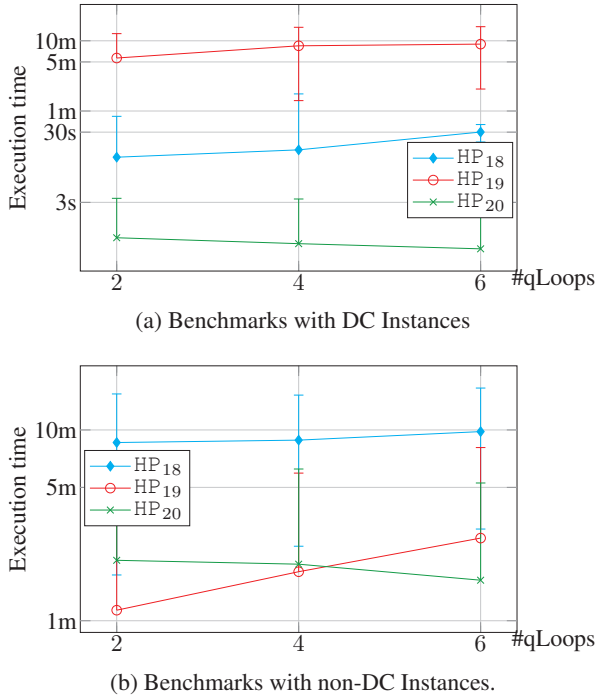 Execution time
10m
5m
1m
30s
3s
HP18
HP19
HP20
2
4
6
#qLoops
(a) Benchmarks with DC Instances
Execution time
10m
5m
1m
HP18
HP19
HP20
2
4
6
#qLoops
(b) Benchmarks with non-DC Instances.